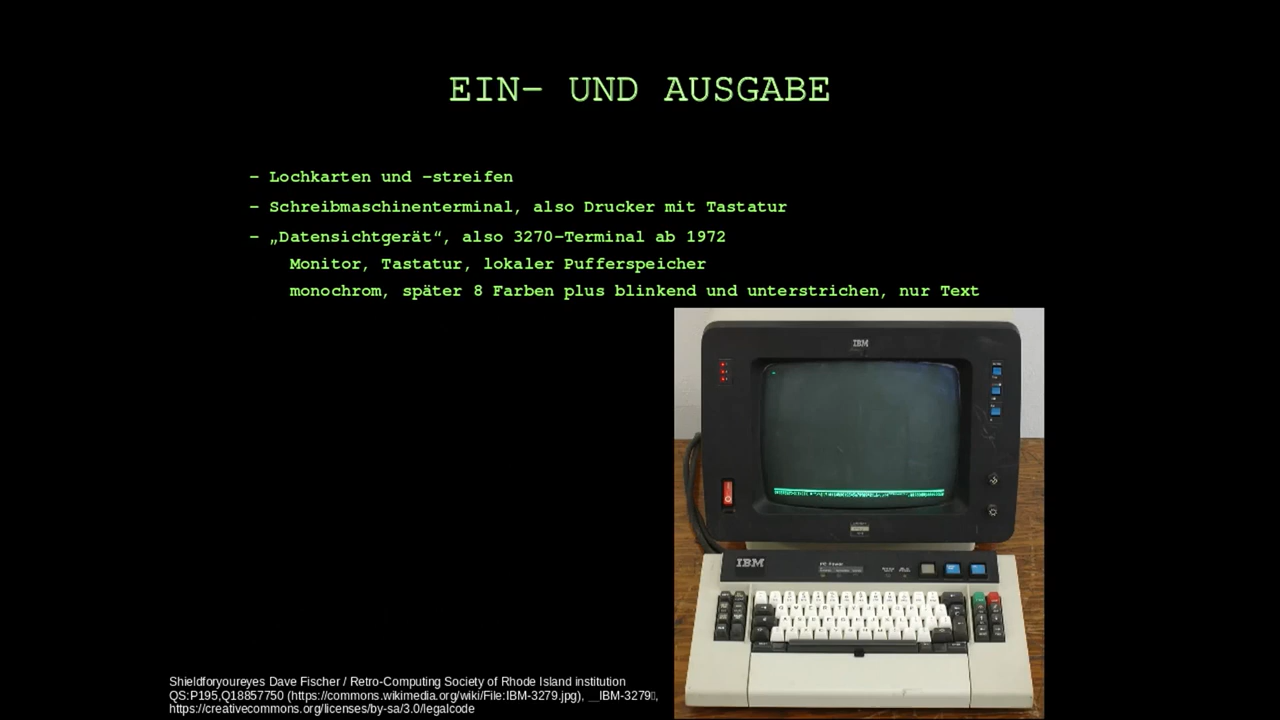 EIN- UND AUSGABE
- Lochkarten und -streifen
- Schreibmaschinenterminal, also Drucker mit Tastatur
- „Datensichtgerät“, also 3270-Terminal ab 1972
Monitor, Tastatur, lokaler Pufferspeicher
monochrom, später 8 Farben plus blinkend und unterstrichen, nur Text
IBM
IBM
Shieldforyoureyes Dave Fischer / Retro-Computing Society of Rhode Island institution
QS:P195,Q18857750 (https://commons.wikimedia.org/wiki/File:IBM-3279.jpg), __IBM-3279,
https://creativecommons.org/licenses/by-sa/3.0/legalcode